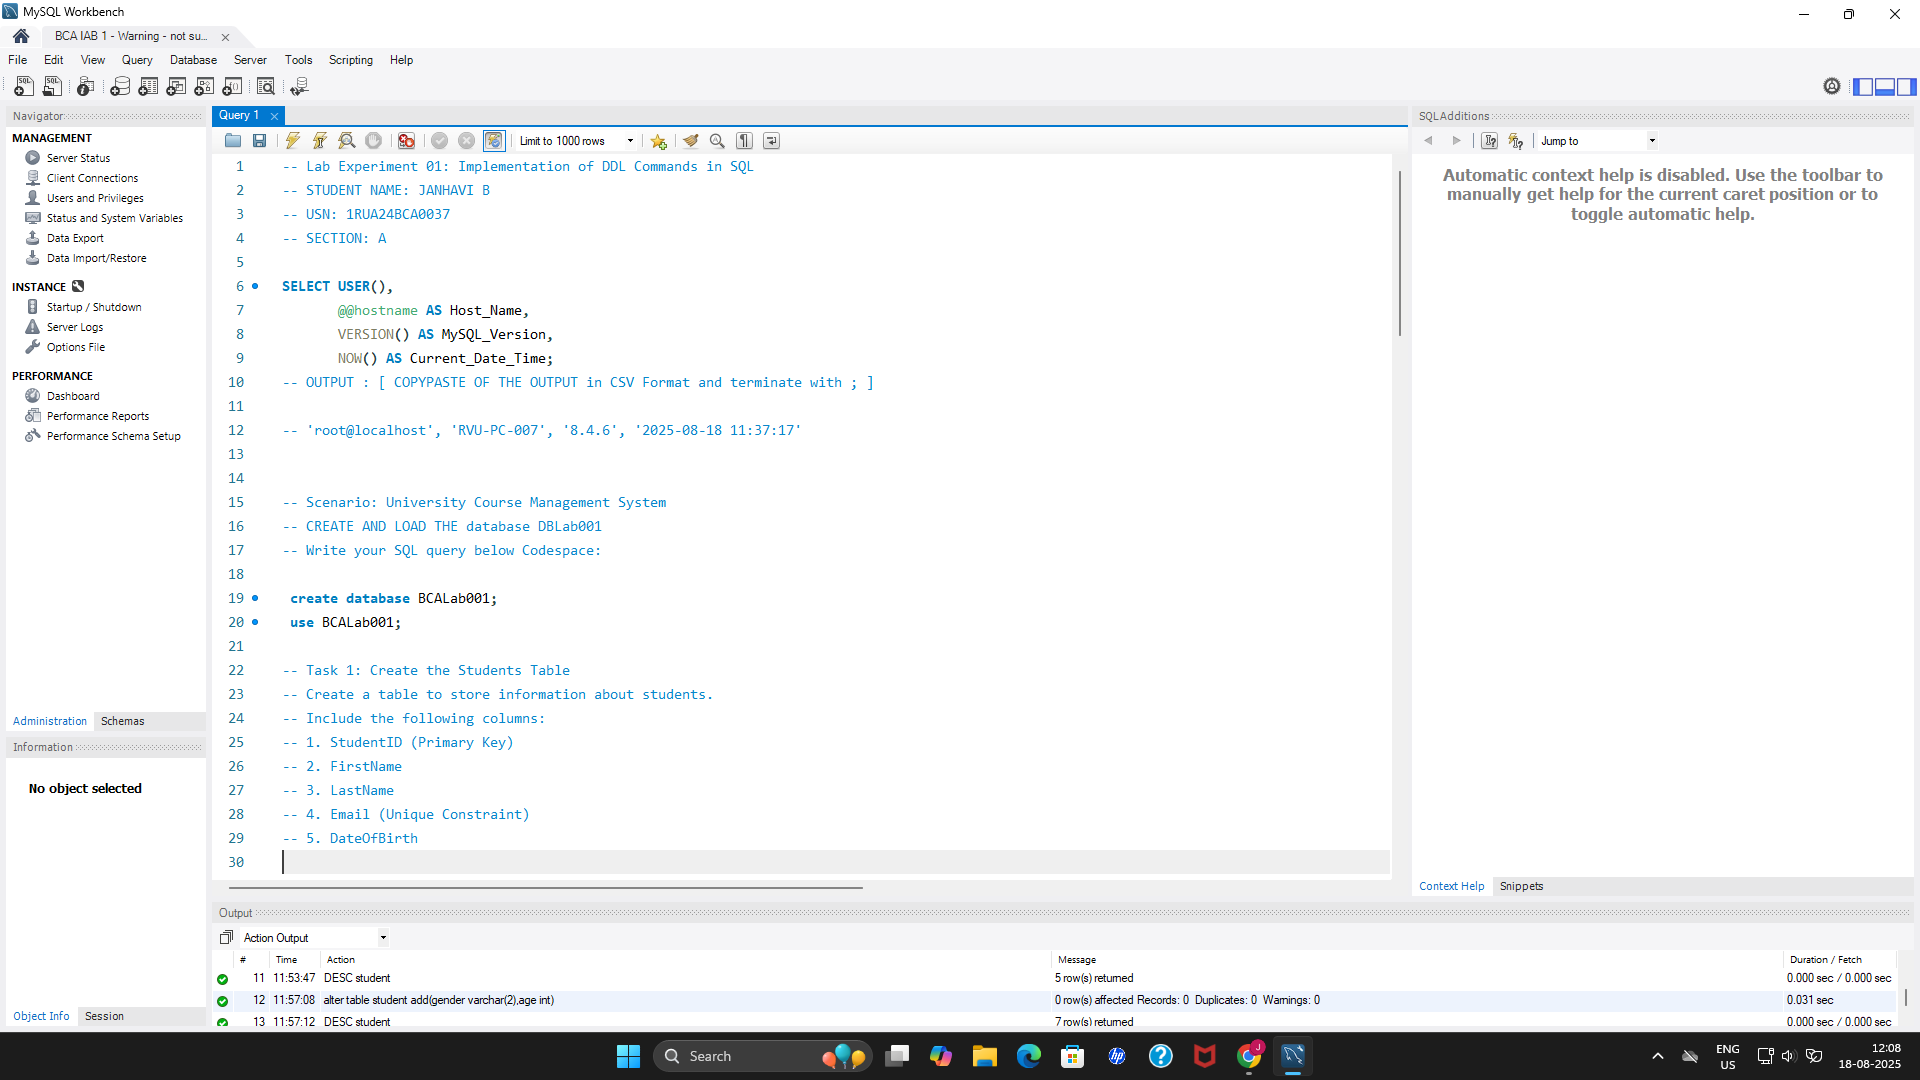 MySQL Workbench
BCA lAB 1 - Warning - not su...
File Edit View Query Database Server Tools Scripting Help
Navigator
MANAGEMENT
Server Status
Client Connections
Users and Privileges
Status and System Variables
Data Export
Data Import/Restore
INSTANCE
Startup / Shutdown
Server Logs
Options File
PERFORMANCE
Dashboard
Performance Reports
Performance Schema Setup
Administration Schemas
Information
No object selected
Object Info Session
Query 1
Limit to 1000 rows
1 -- Lab Experiment 01: Implementation of DDL Commands in SQL
2 -- STUDENT NAME: JANHAVI B
3 -- USN: 1RUA24BCA0037
4 -- SECTION: A
5
6 SELECT USER(),
7 @@hostname AS Host_Name,
8 VERSION() AS MySQL_Version,
9 NOW() AS Current_Date_Time;
10 -- OUTPUT : [ COPYPASTE OF THE OUTPUT in CSV Format and terminate with ; ]
11
12 -- 'root@localhost', 'RVU-PC-007', '8.4.6', '2025-08-18 11:37:17'
13
14
15 -- Scenario: University Course Management System
16 -- CREATE AND LOAD THE database DBLab001
17 -- Write your SQL query below Codespace:
18
19 create database BCALab001;
20 use BCALab001;
21
22 -- Task 1: Create the Students Table
23 -- Create a table to store information about students.
24 -- Include the following columns:
25 -- 1. StudentID (Primary Key)
26 -- 2. FirstName
27 -- 3. LastName
28 -- 4. Email (Unique Constraint)
29 -- 5. DateOfBirth
30
SQLAdditions
Jump to
Automatic context help is disabled. Use the toolbar to
manually get help for the current caret position or to
toggle automatic help.
Context Help Snippets
Output
Action Output
# Time Action Message Duration / Fetch
11 11:53:47 DESC student 5 row(s) returned 0.000 sec / 0.000 sec
12 11:57:08 alter table student add(gender varchar(2),age int) 0 row(s) affected Records: 0 Duplicates: 0 Warnings: 0 0.031 sec
13 11:57:12 DESC student 7 row(s) returned 0.000 sec / 0.000 sec
Search
ENG
US
12:08
18-08-2025